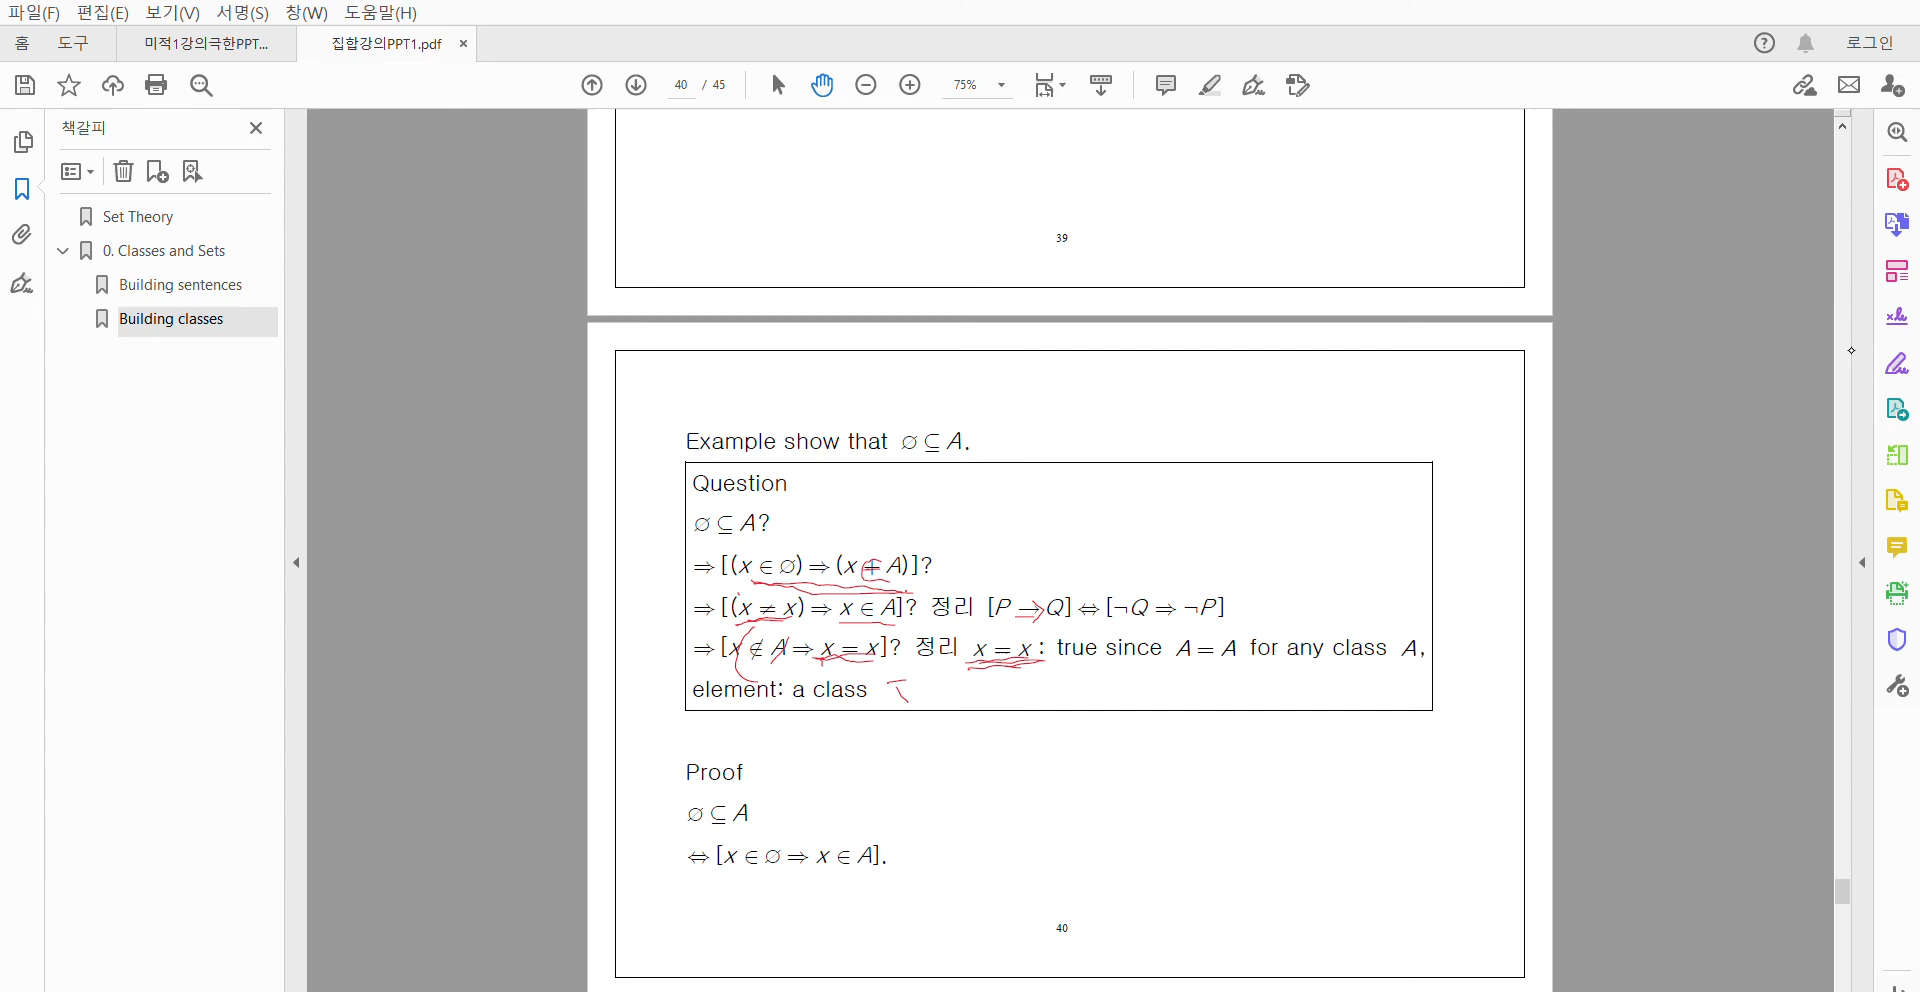 파일(F) 편집(E) 보기(V) 서명(S) 창(W) 도움말(H)
홈 도구 미적1강의극한PPT... 집합강의PPT1.pdf × 로그인
40 / 45 75%
책갈피
Set Theory
0. Classes and Sets
Building sentences
Building classes
39
Example show that ∅ ⊆ A.
Question
∅ ⊆ A?
⇒ [(x ∈ ∅) ⇒ (x ∈ A)]?
⇒ [(x ≠ x) ⇒ x ∈ A]? 정리 [P → Q] ⇔ [¬Q ⇒ ¬P]
⇒ [x ∉ A ⇒ x = x]? 정리 x = x : true since A = A for any class A,
element: a class
Proof
∅ ⊆ A
⇔ [x ∈ ∅ ⇒ x ∈ A].
40